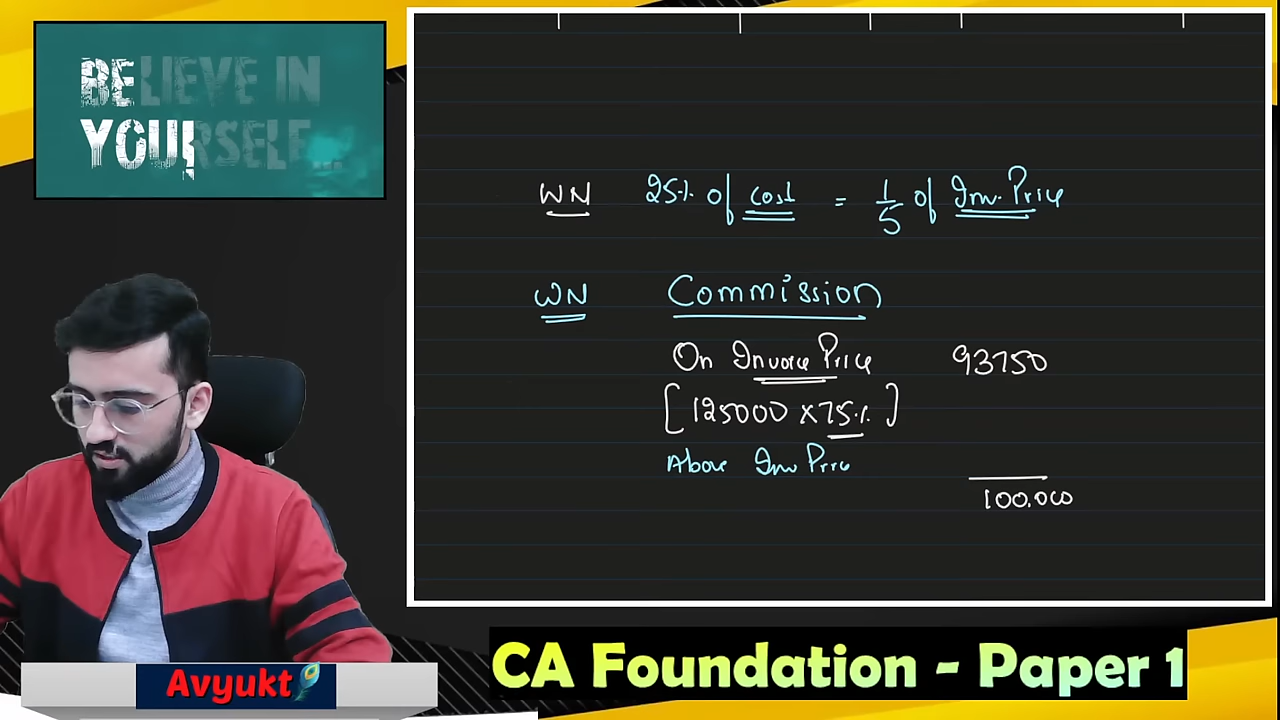 BELIEVE IN
YOURSELF...
WN 25% of Cost = 1/5 of Inv. Price
WN Commission
On Invoice Price 93750
[125000 x 75%]
Above Inv Price
100,000
Avyukt
CA Foundation - Paper 1